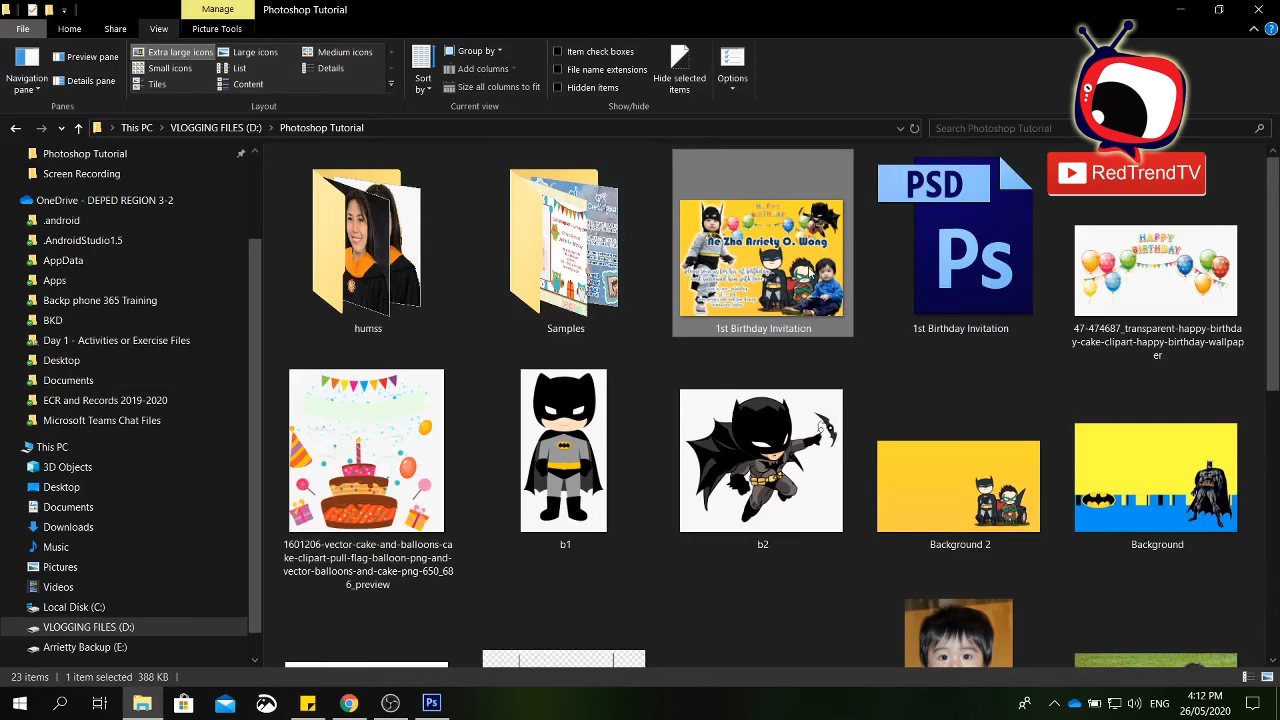 Manage
Photoshop Tutorial
File
Home
Share
View
Picture Tools
Navigation pane
Preview pane
Details pane
Panes
Extra large icons
Large icons
Medium icons
Small icons
List
Details
Tiles
Content
Layout
Sort by
Group by
Add columns
Size all columns to fit
Current view
Item check boxes
File name extensions
Hidden items
Hide selected items
Show/hide
Options
This PC
VLOGGING FILES (D:)
Photoshop Tutorial
Search Photoshop Tutorial
RedTrendTV
Photoshop Tutorial
Screen Recording
OneDrive - DEPED REGION 3-2
.android
.AndroidStudio1.5
AppData
Apps
Backp phone 365 Training
BKD
Day 1 - Activities or Exercise Files
Desktop
Documents
ECR and Records 2019-2020
Microsoft Teams Chat Files
This PC
3D Objects
Desktop
Documents
Downloads
Music
Pictures
Videos
Local Disk (C:)
VLOGGING FILES (D:)
Arrietty Backup (E:)
humss
Samples
HAPPY BIRTHDAY
Ne Zha Arriety O. Wong
1st Birthday Invitation
PSD
Ps
1st Birthday Invitation
HAPPY
BIRTHDAY
47-474687_transparent-happy-birthda
y-cake-clipart-happy-birthday-wallpap
er
1601206-vector-cake-and-balloons-ca
ke-clipart-pull-flag-balloon-png-and-
vector-balloons-and-cake-png-650_68
6_preview
b1
b2
Background 2
Background
23 items
1 item selected 388 KB
Ps
4:12 PM
26/05/2020